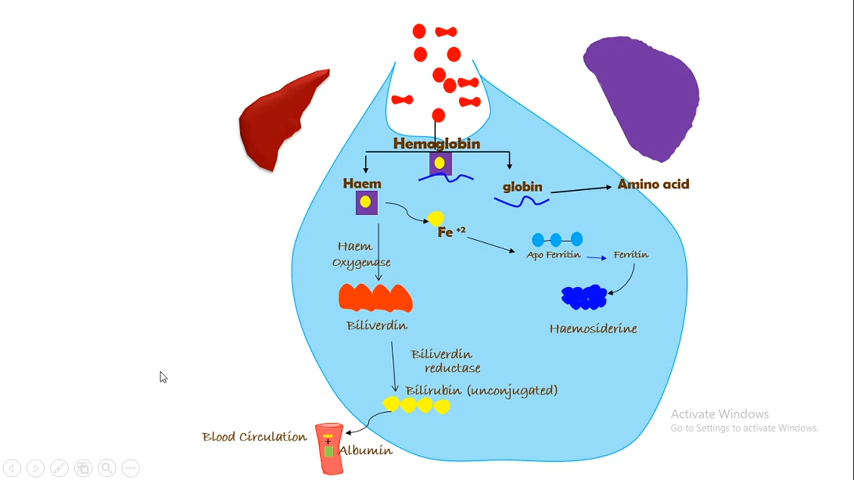 Hemoglobin
Haem
globin
Amino acid
Fe +2
Haem
Oxygenase
Apo Ferritin
Ferritin
Biliverdin
Haemosiderine
Biliverdin
reductase
Bilirubin (unconjugated)
Blood Circulation
+
Albumin
Activate Windows
Go to Settings to activate Windows.